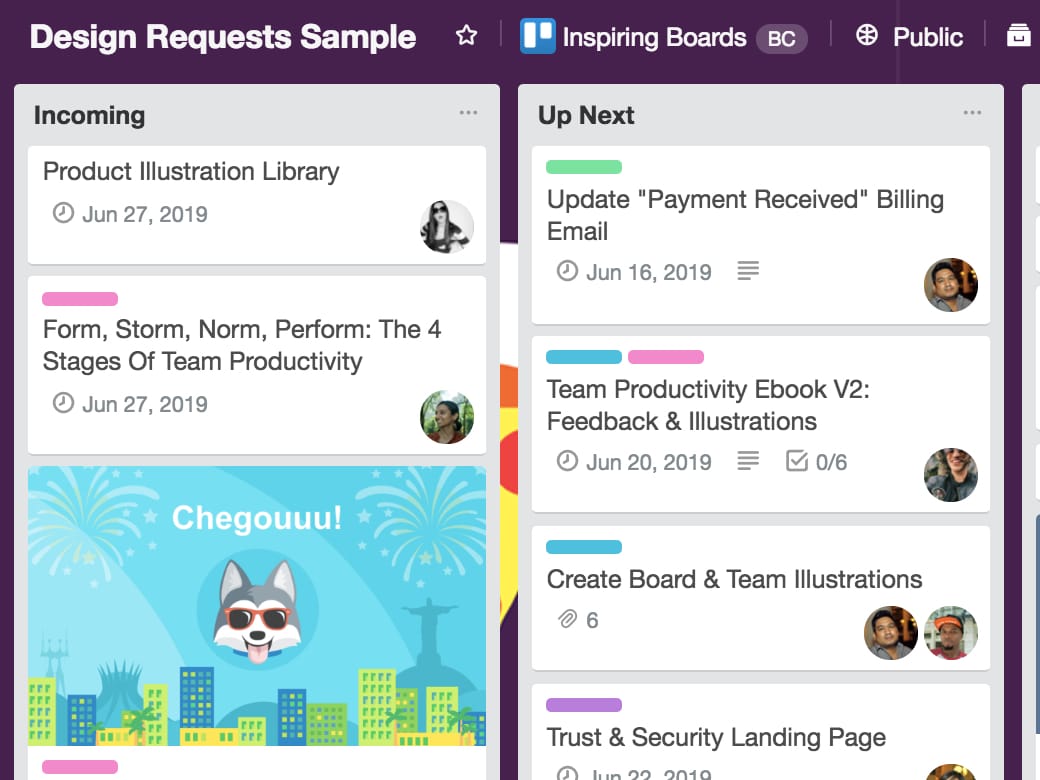 Design Requests Sample
Inspiring Boards BC
Public
Incoming
Product Illustration Library
Jun 27, 2019
Form, Storm, Norm, Perform: The 4
Stages Of Team Productivity
Jun 27, 2019
Chegouuu!
Up Next
Update "Payment Received" Billing
Email
Jun 16, 2019
Team Productivity Ebook V2:
Feedback & Illustrations
Jun 20, 2019 0/6
Create Board & Team Illustrations
6
Trust & Security Landing Page
Jun 22, 2019